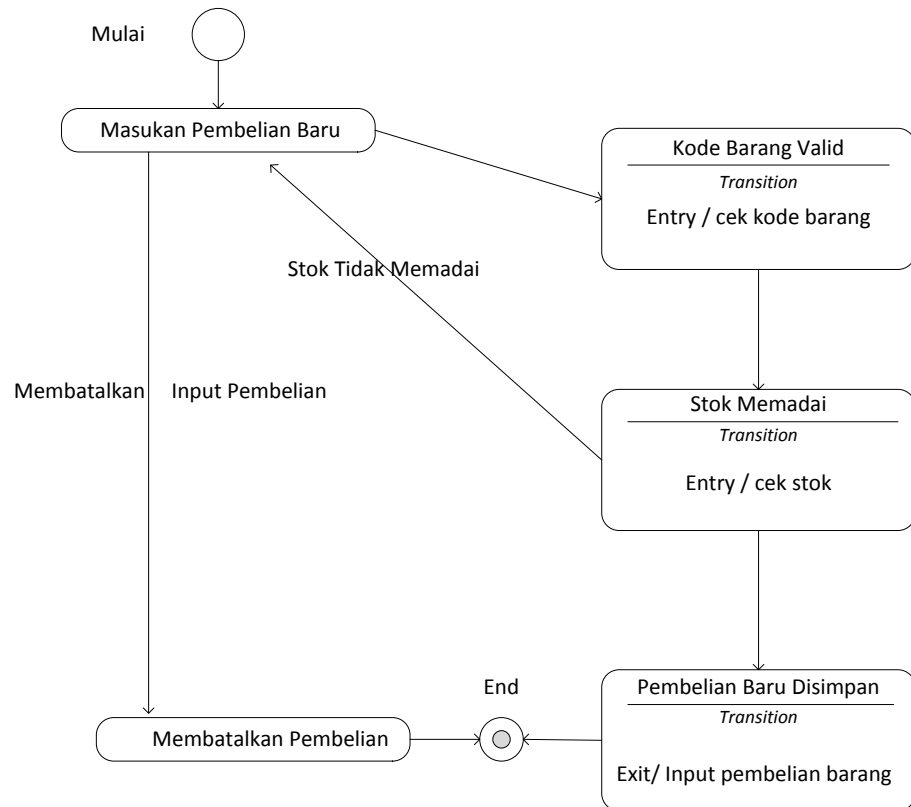 Mulai
Masukan Pembelian Baru
Kode Barang Valid
Transition
Entry / cek kode barang
Stok Tidak Memadai
Membatalkan Input Pembelian
Stok Memadai
Transition
Entry / cek stok
End
Pembelian Baru Disimpan
Transition
Membatalkan Pembelian
Exit/ Input pembelian barang